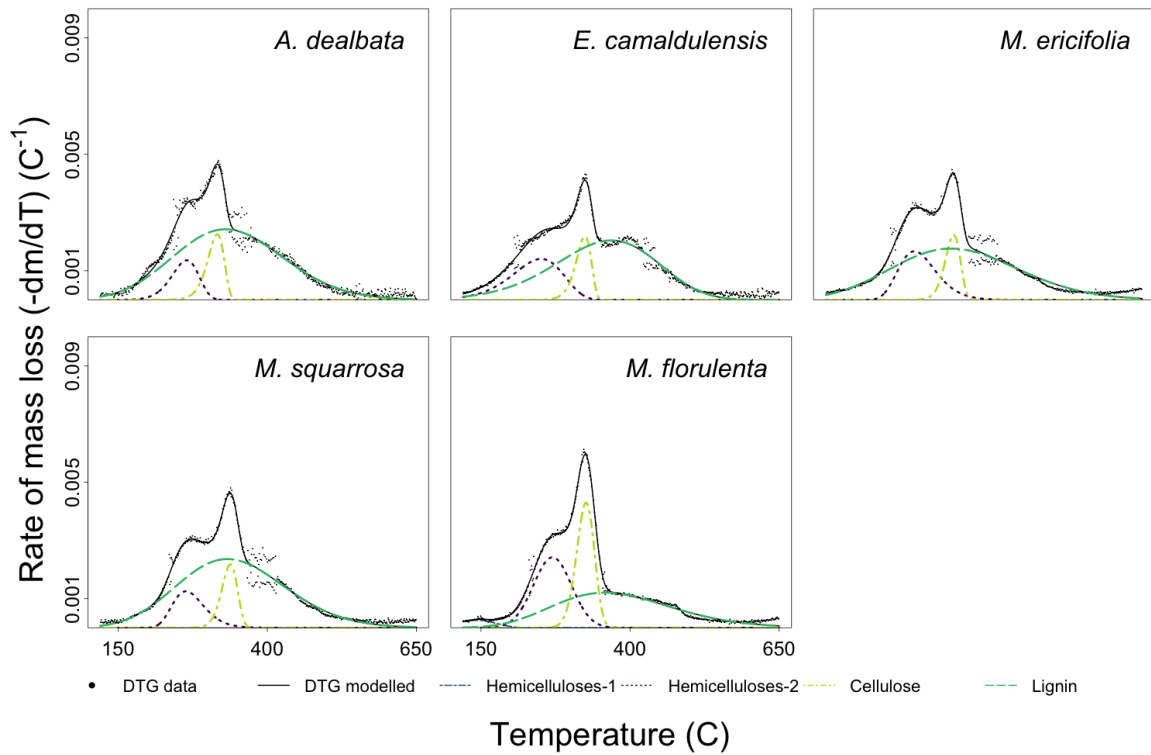 A. dealbata
E. camaldulensis
M. ericifolia
0.009
0.005
0.001
M. squarrosa
M. florulenta
0.009
0.005
0.001
Rate of mass loss (-dm/dT) (C⁻¹)
150 400 650
150 400 650
DTG data DTG modelled Hemicelluloses-1 Hemicelluloses-2 Cellulose Lignin
Temperature (C)